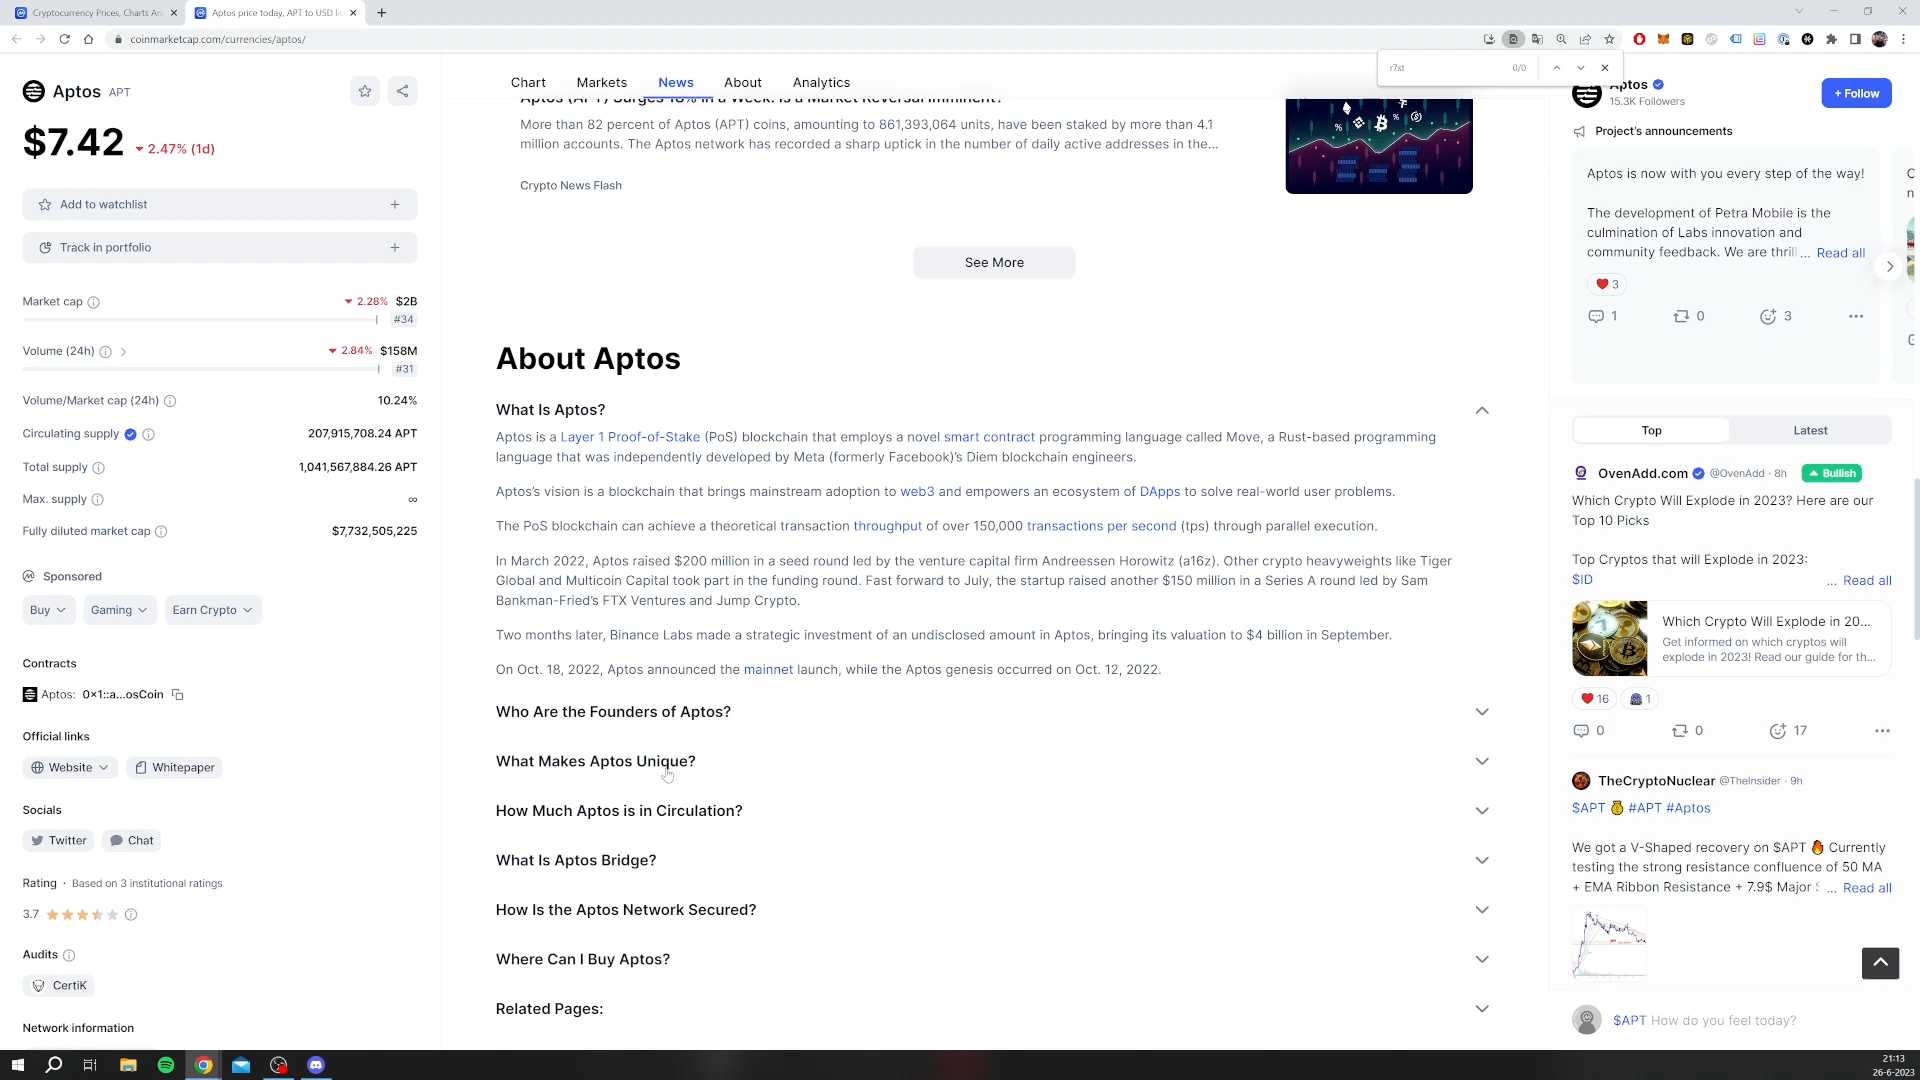 Cryptocurrency Prices, Charts An
Aptos price today, APT to USD li
coinmarketcap.com/currencies/aptos/
r7st
0/0
Aptos APT
$7.42
2.47% (1d)
Add to watchlist
Track in portfolio
Market cap
2.28% $2B
#34
Volume (24h)
2.84% $158M
#31
Volume/Market cap (24h)
10.24%
Circulating supply
207,915,708.24 APT
Total supply
1,041,567,884.26 APT
Max. supply
∞
Fully diluted market cap
$7,732,505,225
Sponsored
Buy
Gaming
Earn Crypto
Contracts
Aptos: 0x1::a...osCoin
Official links
Website
Whitepaper
Socials
Twitter
Chat
Rating · Based on 3 institutional ratings
3.7
Audits
CertiK
Network information
Chart
Markets
News
About
Analytics
Aptos (APT) Surges 18% in a Week: Is a Market Reversal Imminent?
More than 82 percent of Aptos (APT) coins, amounting to 861,393,064 units, have been staked by more than 4.1
million accounts. The Aptos network has recorded a sharp uptick in the number of daily active addresses in the...
Crypto News Flash
See More
About Aptos
What Is Aptos?
Aptos is a Layer 1 Proof-of-Stake (PoS) blockchain that employs a novel smart contract programming language called Move, a Rust-based programming
language that was independently developed by Meta (formerly Facebook)'s Diem blockchain engineers.
Aptos's vision is a blockchain that brings mainstream adoption to web3 and empowers an ecosystem of DApps to solve real-world user problems.
The PoS blockchain can achieve a theoretical transaction throughput of over 150,000 transactions per second (tps) through parallel execution.
In March 2022, Aptos raised $200 million in a seed round led by the venture capital firm Andreessen Horowitz (a16z). Other crypto heavyweights like Tiger
Global and Multicoin Capital took part in the funding round. Fast forward to July, the startup raised another $150 million in a Series A round led by Sam
Bankman-Fried's FTX Ventures and Jump Crypto.
Two months later, Binance Labs made a strategic investment of an undisclosed amount in Aptos, bringing its valuation to $4 billion in September.
On Oct. 18, 2022, Aptos announced the mainnet launch, while the Aptos genesis occurred on Oct. 12, 2022.
Who Are the Founders of Aptos?
What Makes Aptos Unique?
How Much Aptos is in Circulation?
What Is Aptos Bridge?
How Is the Aptos Network Secured?
Where Can I Buy Aptos?
Related Pages:
Aptos
15.3K Followers
+ Follow
Project's announcements
Aptos is now with you every step of the way!
The development of Petra Mobile is the
culmination of Labs innovation and
community feedback. We are thril... Read all
3
1
0
3
Top
Latest
OvenAdd.com @OvenAdd · 8h
Bullish
Which Crypto Will Explode in 2023? Here are our
Top 10 Picks
Top Cryptos that will Explode in 2023:
$ID
... Read all
Which Crypto Will Explode in 20...
Get informed on which cryptos will
explode in 2023! Read our guide for th...
16
1
0
0
17
TheCryptoNuclear @TheInsider · 9h
$APT 💰 #APT #Aptos
We got a V-Shaped recovery on $APT 🔥 Currently
testing the strong resistance confluence of 50 MA
+ EMA Ribbon Resistance + 7.9$ Major S ... Read all
$APT How do you feel today?
21:13
26-6-2023